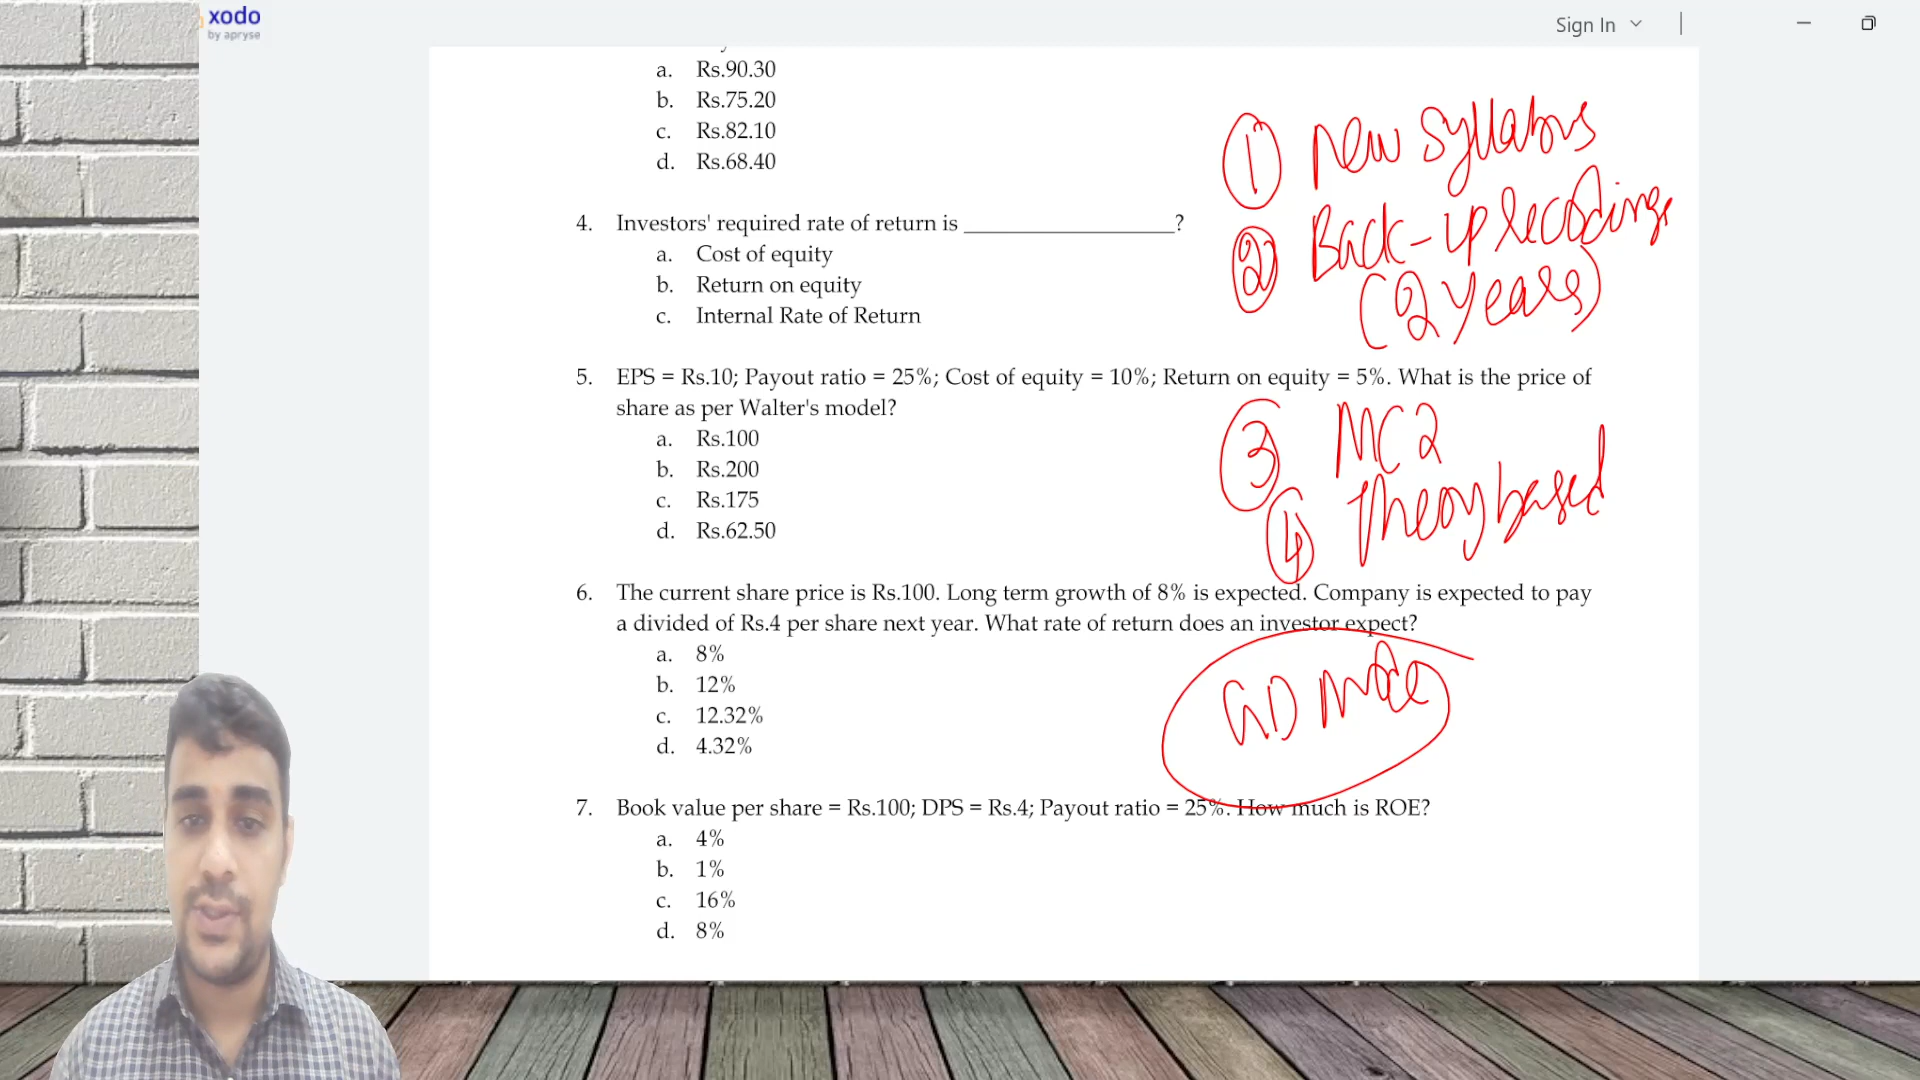 xodo
by apryse
Sign In
a. Rs.90.30
b. Rs.75.20
c. Rs.82.10
d. Rs.68.40
① New Syllabus
4. Investors' required rate of return is ____________________?
a. Cost of equity
b. Return on equity
c. Internal Rate of Return
② Back-up recordings
(2 years)
5. EPS = Rs.10; Payout ratio = 25%; Cost of equity = 10%; Return on equity = 5%. What is the price of
share as per Walter's model?
a. Rs.100
b. Rs.200
c. Rs.175
d. Rs.62.50
③ MCQ
④ Theory based
6. The current share price is Rs.100. Long term growth of 8% is expected. Company is expected to pay
a divided of Rs.4 per share next year. What rate of return does an investor expect?
a. 8%
b. 12%
c. 12.32%
d. 4.32%
7. Book value per share = Rs.100; DPS = Rs.4; Payout ratio = 25%. How much is ROE?
a. 4%
b. 1%
c. 16%
d. 8%